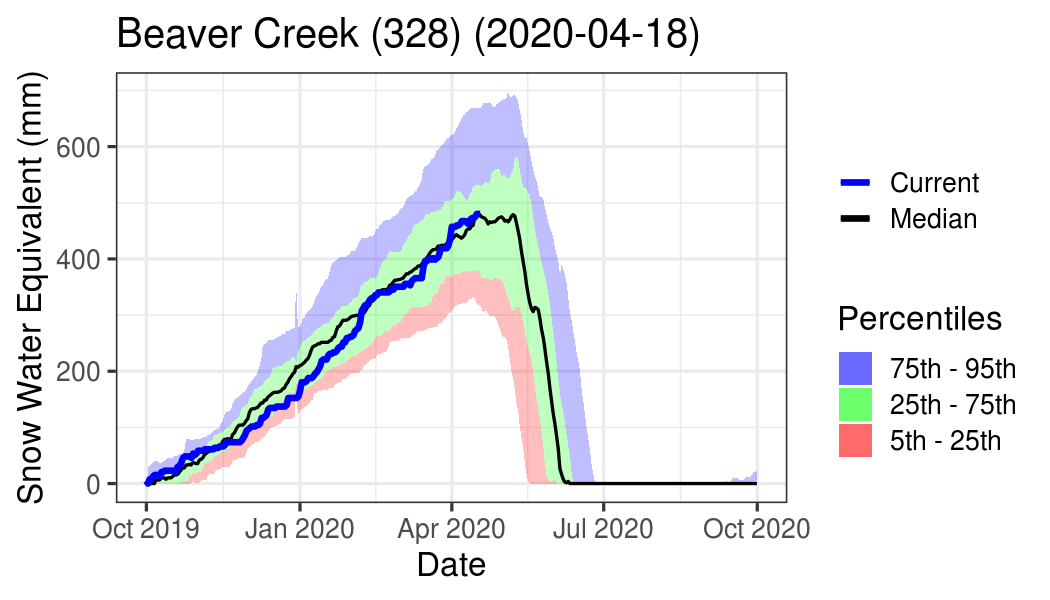 Beaver Creek (328) (2020-04-18)
Snow Water Equivalent (mm)
600
400
200
0
Oct 2019 Jan 2020 Apr 2020 Jul 2020 Oct 2020
Date
Current
Median
Percentiles
75th - 95th
25th - 75th
5th - 25th